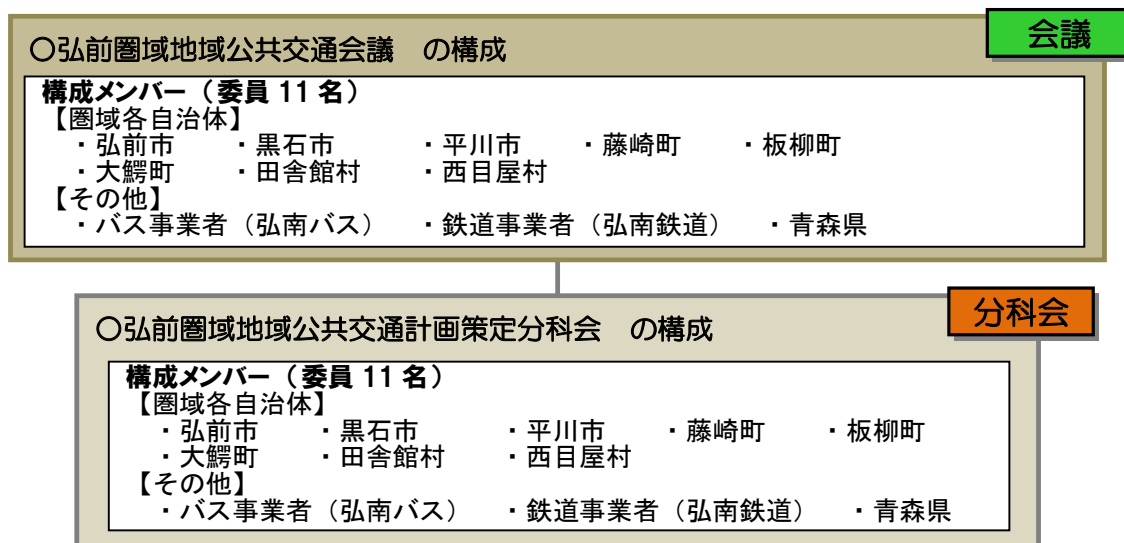 会議
〇弘前圏域地域公共交通会議 の構成
構成メンバー（委員 11 名）
【圏域各自治体】
・弘前市 ・黒石市 ・平川市 ・藤崎町 ・板柳町
・大鰐町 ・田舎館村 ・西目屋村
【その他】
・バス事業者（弘南バス） ・鉄道事業者（弘南鉄道） ・青森県
分科会
〇弘前圏域地域公共交通計画策定分科会 の構成
構成メンバー（委員 11 名）
【圏域各自治体】
・弘前市 ・黒石市 ・平川市 ・藤崎町 ・板柳町
・大鰐町 ・田舎館村 ・西目屋村
【その他】
・バス事業者（弘南バス） ・鉄道事業者（弘南鉄道） ・青森県